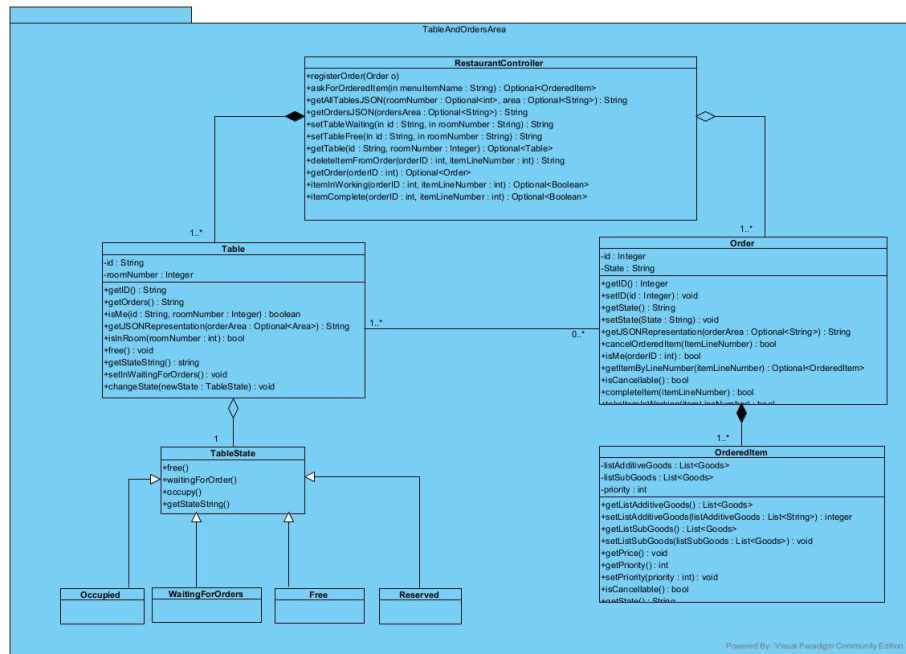 TableAndOrdersArea
RestaurantController
+registerOrder(Order o)
+askForOrderedItem(in menuItemName : String) : Optional<OrderedItem>
+getAllTablesJSON(roomNumber : Optional<int>, area : Optional<String>) : String
+getOrdersJSON(ordersArea : Optional<String>) : String
+setTableWaiting(in id : String, in roomNumber : String) : String
+setTableFree(in id : String, in roomNumber : String) : String
+getTable(id : String, roomNumber : Integer) : Optional<Table>
+deleteItemFromOrder(orderID : int, itemLineNumber : int) : String
+getOrder(orderID : int) : Optional<Order>
+itemInWorking(orderID : int, itemLineNumber : int) : Optional<Boolean>
+itemComplete(orderID : int, itemLineNumber : int) : Optional<Boolean>
1..*
1..*
Table
-id : String
-roomNumber : Integer
+getID() : String
+getOrders() : String
+isMe(id : String, roomNumber : Integer) : boolean
+getJSONRepresentation(orderArea : Optional<Area>) : String
+isInRoom(roomNumber : int) : bool
+free() : void
+getStateString() : string
+setInWaitingForOrders() : void
+changeState(newState : TableState) : void
1..*
0..*
Order
-id : Integer
-State : String
+getID() : Integer
+setID(id : Integer) : void
+getState() : String
+setState(State : String) : void
+getJSONRepresentation(orderArea : Optional<String>) : String
+cancelOrderedItem(ItemLineNumber) : bool
+isMe(orderID : int) : bool
+getItemByLineNumber(itemLineNumber) : Optional<OrderedItem>
+isCancellable() : bool
+completeItem(itemLineNumber) : bool
+takeItemInWorking(itemLineNumber) : bool
1
1..*
TableState
+free()
+waitingForOrder()
+occupy()
+getStateString()
OrderedItem
-listAdditiveGoods : List<Goods>
-listSubGoods : List<Goods>
-priority : int
+getListAdditiveGoods() : List<Goods>
+setListAdditiveGoods(listAdditiveGoods : List<String>) : integer
+getListSubGoods() : List<Goods>
+setListSubGoods(listSubGoods : List<Goods>) : void
+getPrice() : void
+getPriority() : int
+setPriority(priority : int) : void
+isCancellable() : bool
+getState() : String
Occupied
WaitingForOrders
Free
Reserved
Powered By: Visual Paradigm Community Edition